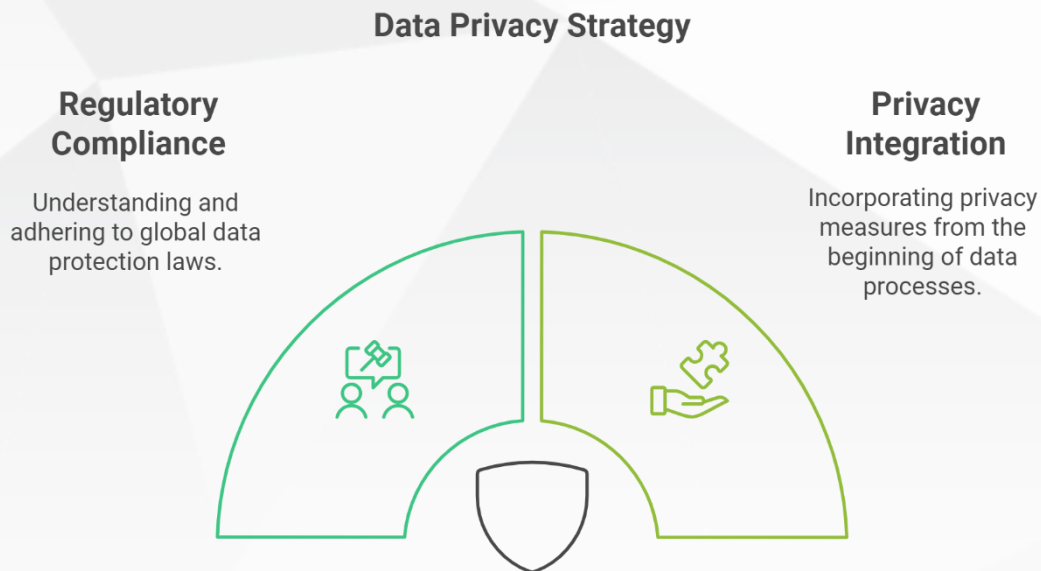 Data Privacy Strategy
Regulatory
Compliance
Understanding and
adhering to global data
protection laws.
Privacy
Integration
Incorporating privacy
measures from the
beginning of data
processes.